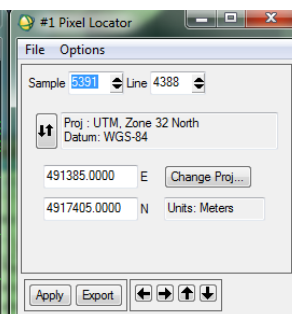 #1 Pixel Locator
File Options
Sample 5391 Line 4388
Proj : UTM, Zone 32 North
Datum: WGS-84
491385.0000 E Change Proj...
4917405.0000 N Units: Meters
Apply Export